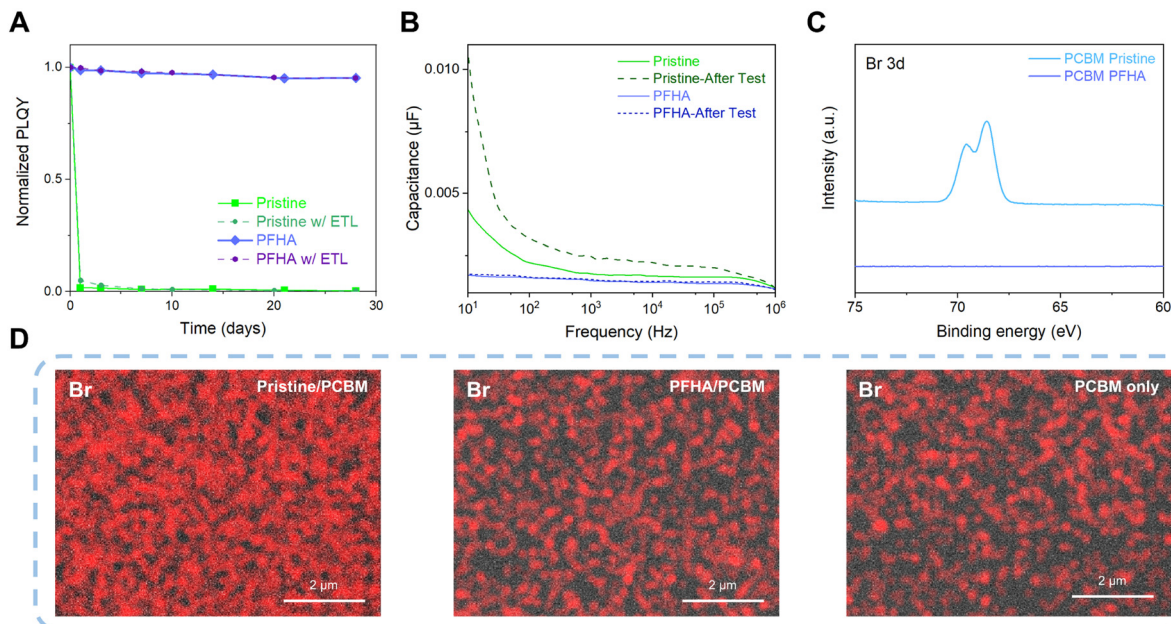 A
Normalized PLQY
1.0
0.5
0.0
0
10
20
30
Time (days)
Pristine
Pristine w/ ETL
PFHA
PFHA w/ ETL
B
Capacitance (µF)
0.010
0.005
10¹
10²
10³
10⁴
10⁵
10⁶
Frequency (Hz)
Pristine
Pristine-After Test
PFHA
PFHA-After Test
C
Br 3d
PCBM Pristine
PCBM PFHA
Intensity (a.u.)
75
70
65
60
Binding energy (eV)
D
Br
Pristine/PCBM
2 µm
Br
PFHA/PCBM
2 µm
Br
PCBM only
2 µm